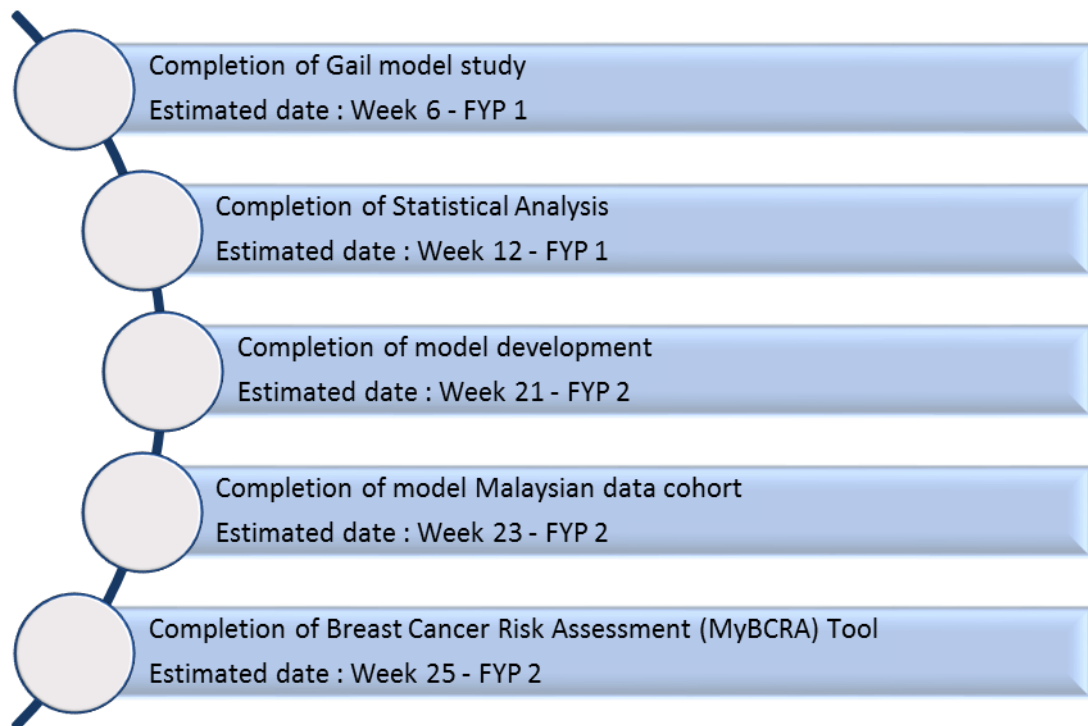 Completion of Gail model study
Estimated date : Week 6 - FYP 1
Completion of Statistical Analysis
Estimated date : Week 12 - FYP 1
Completion of model development
Estimated date : Week 21 - FYP 2
Completion of model Malaysian data cohort
Estimated date : Week 23 - FYP 2
Completion of Breast Cancer Risk Assessment (MyBCRA) Tool
Estimated date : Week 25 - FYP 2